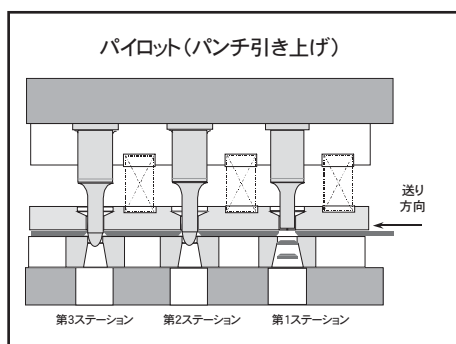 パイロット(パンチ引き上げ)
送り
方向
第3ステーション
第2ステーション
第1ステーション